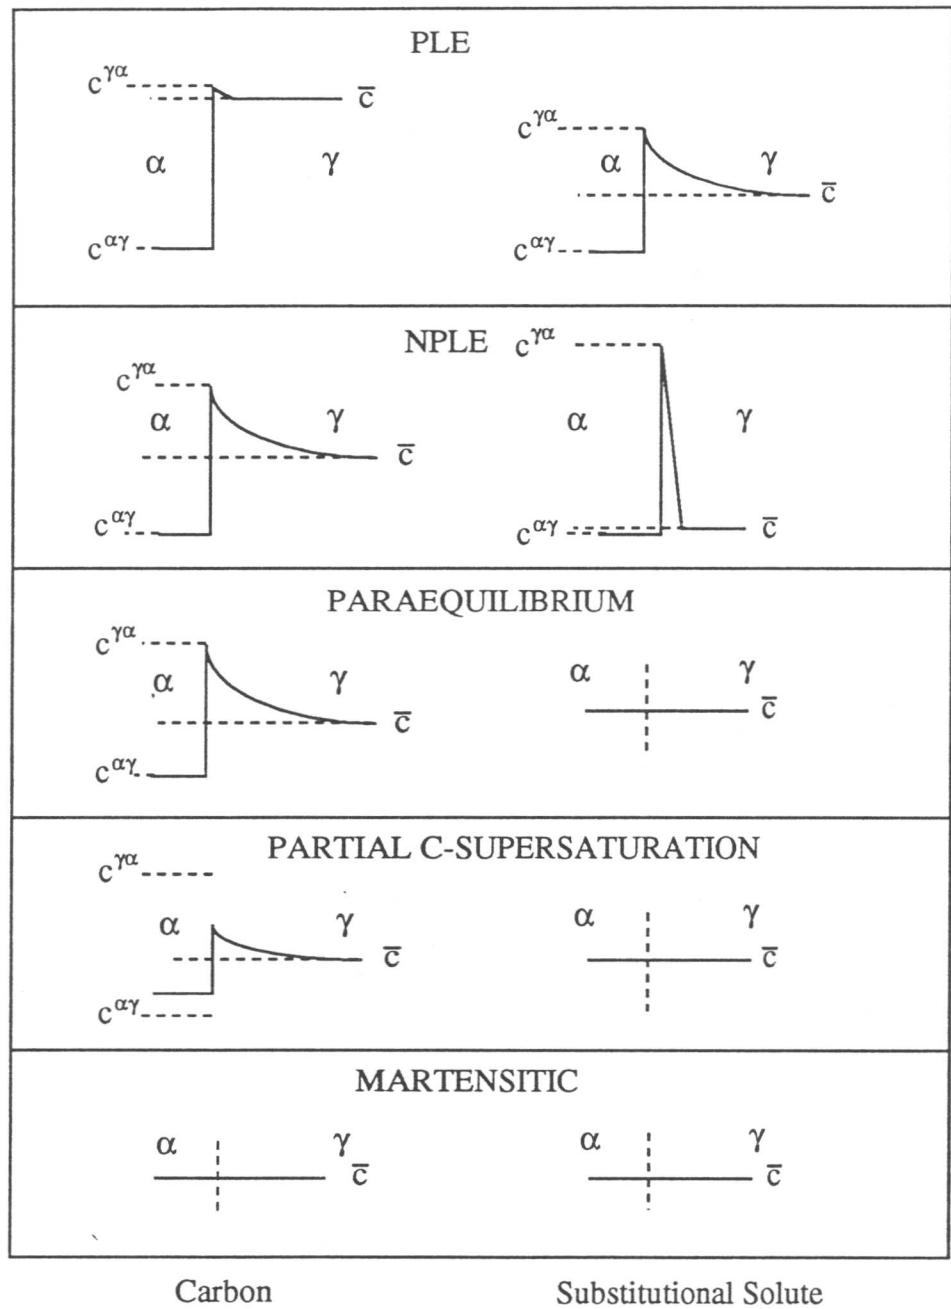 PLE
c^γα
c̄
α γ
c^αγ
c^γα
α γ
c̄
c^αγ
NPLE
c^γα
α γ
c̄
c^αγ
c^γα
α γ
c̄
c^αγ
PARAEQUILIBRIUM
c^γα
α γ
c̄
c^αγ
α γ
c̄
PARTIAL C-SUPERSATURATION
c^γα
α γ
c̄
c^αγ
α γ
c̄
MARTENSITIC
α γ
c̄
α γ
c̄
Carbon
Substitutional Solute